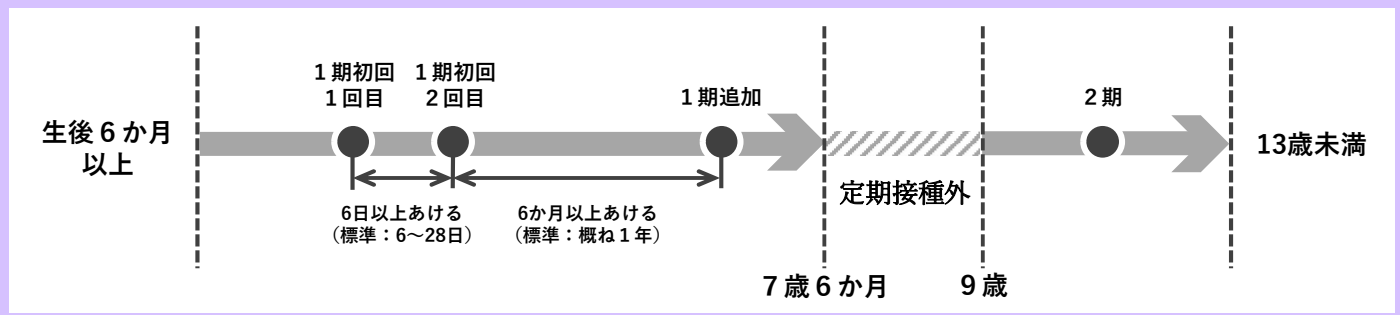 生後６か月
以上
１期初回
１回目
１期初回
２回目
１期追加
２期
13歳未満
6日以上あける
（標準：6～28日）
6か月以上あける
（標準：概ね１年）
定期接種外
７歳６か月
９歳